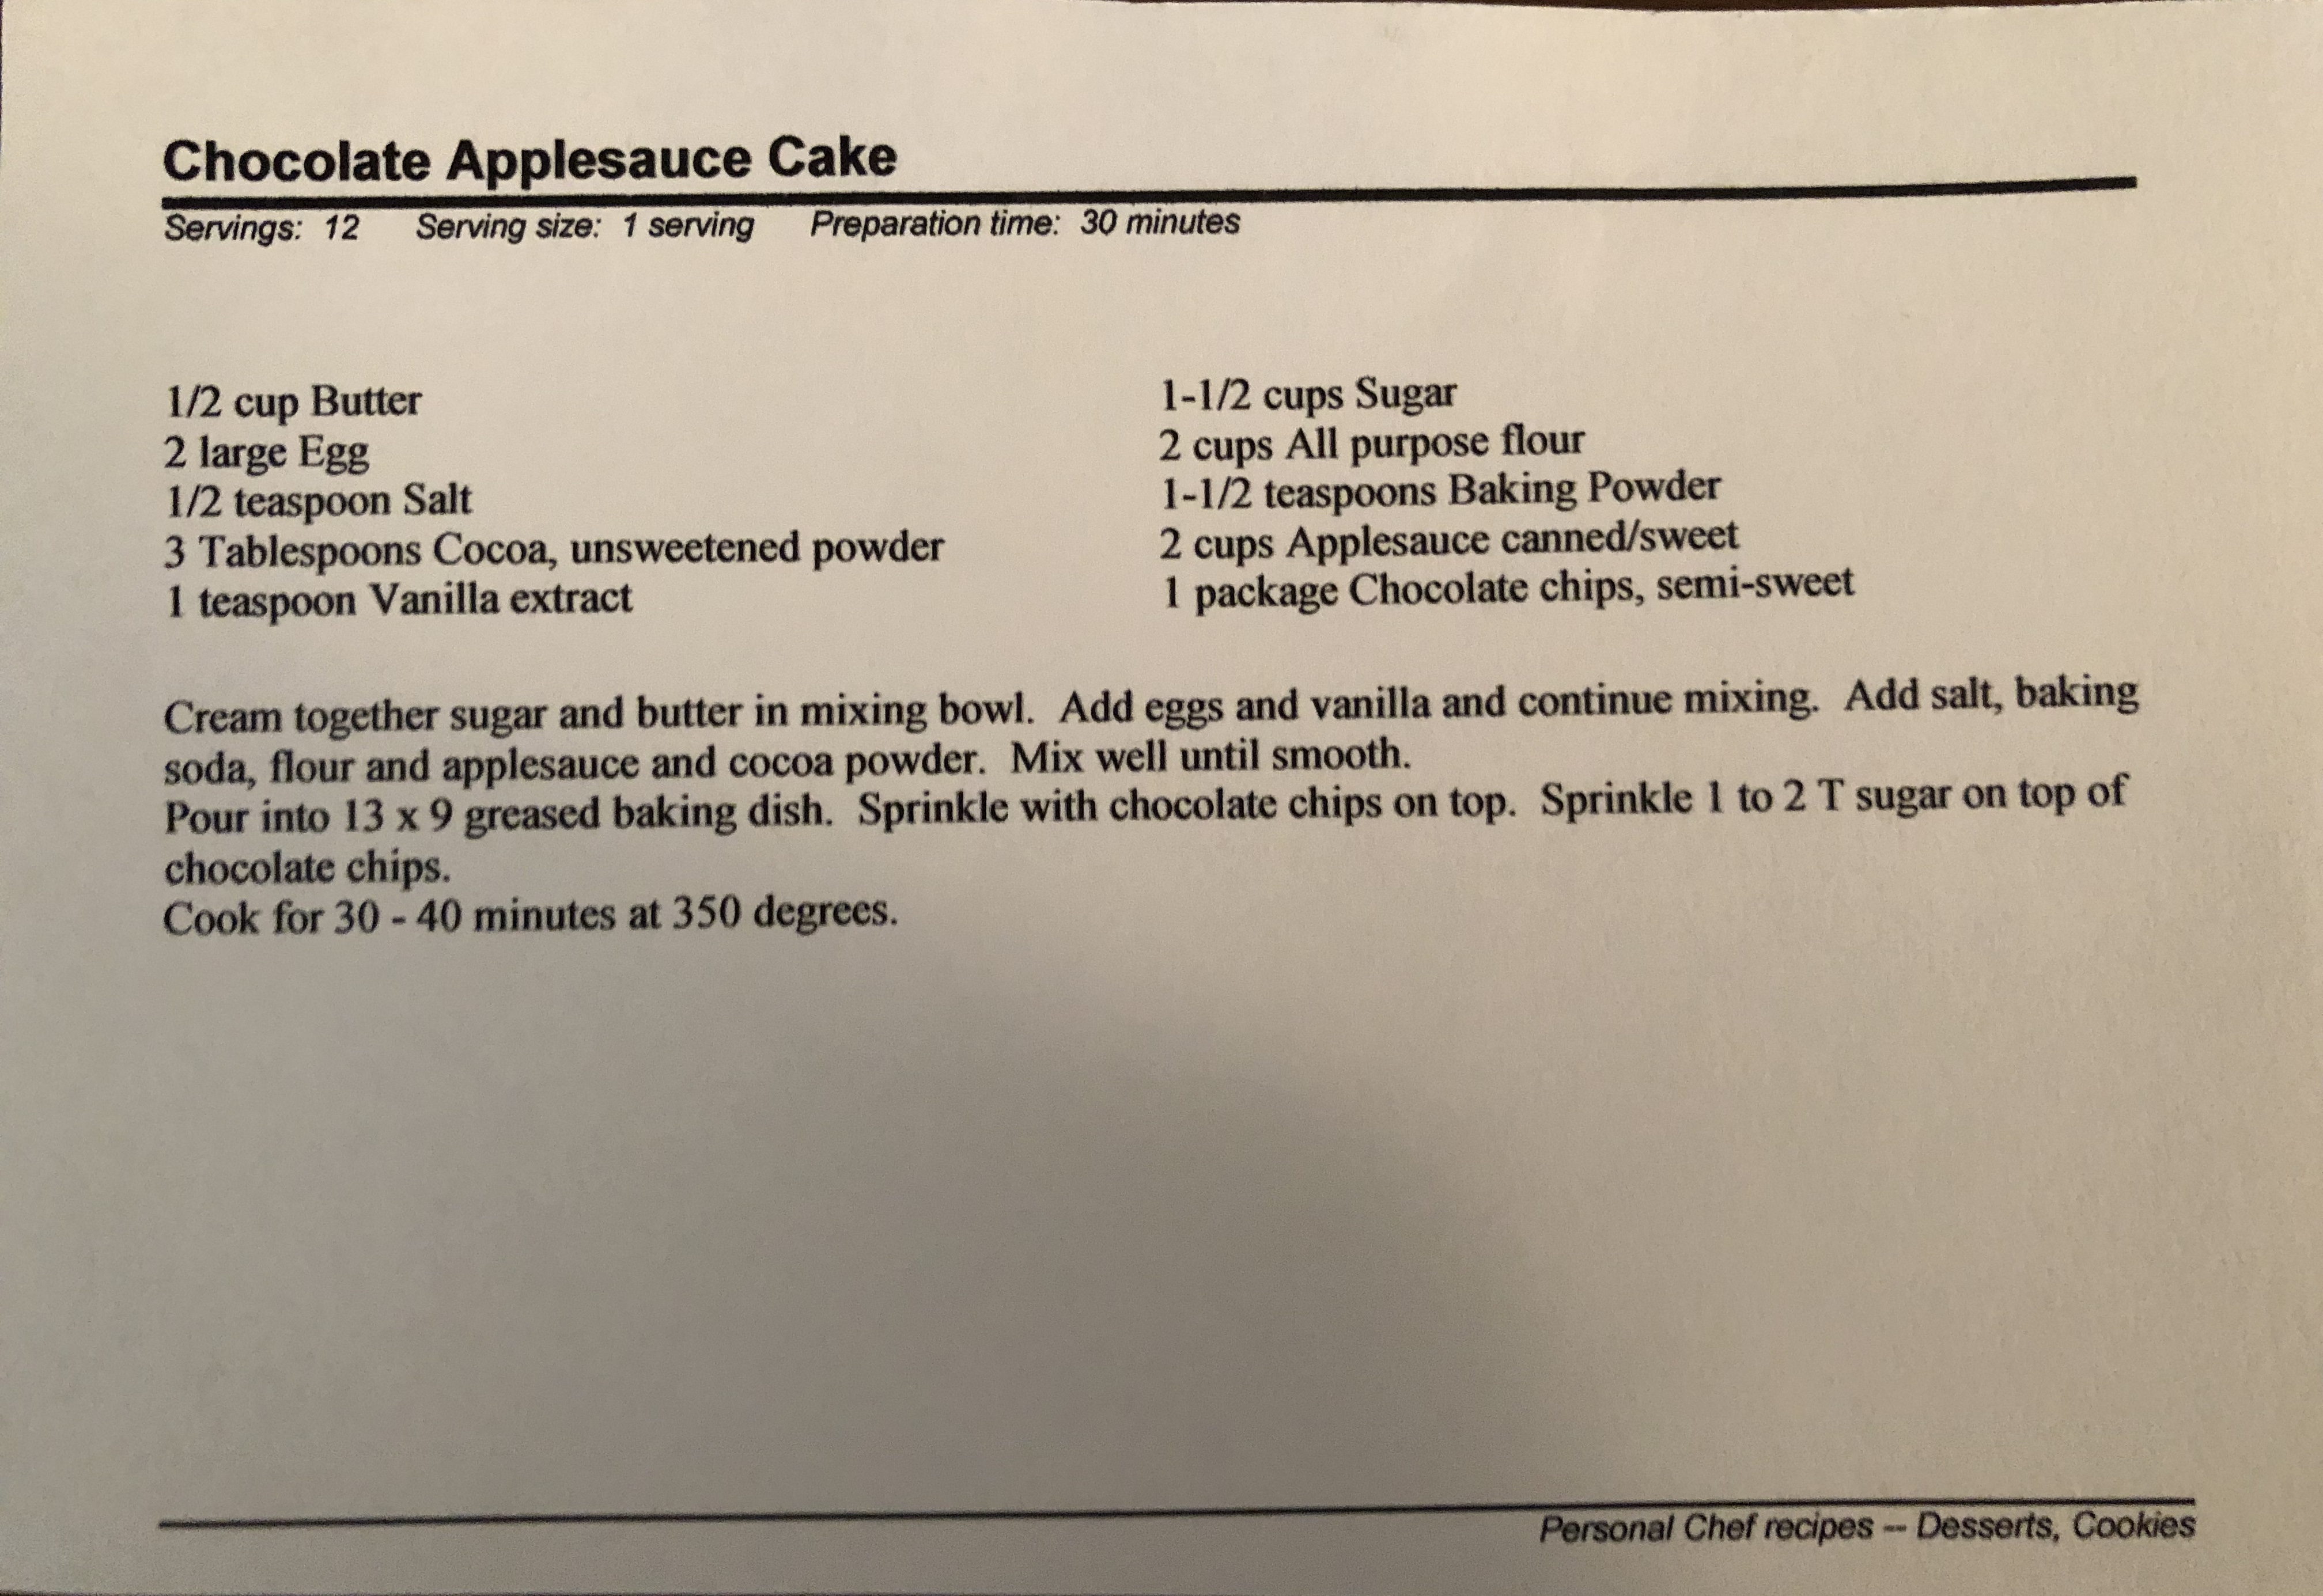 Chocolate Applesauce Cake
Servings: 12 Serving size: 1 serving Preparation time: 30 minutes
1/2 cup Butter
2 large Egg
1/2 teaspoon Salt
3 Tablespoons Cocoa, unsweetened powder
1 teaspoon Vanilla extract
1-1/2 cups Sugar
2 cups All purpose flour
1-1/2 teaspoons Baking Powder
2 cups Applesauce canned/sweet
1 package Chocolate chips, semi-sweet
Cream together sugar and butter in mixing bowl. Add eggs and vanilla and continue mixing. Add salt, baking
soda, flour and applesauce and cocoa powder. Mix well until smooth.
Pour into 13 x 9 greased baking dish. Sprinkle with chocolate chips on top. Sprinkle 1 to 2 T sugar on top of
chocolate chips.
Cook for 30 - 40 minutes at 350 degrees.
Personal Chef recipes -- Desserts, Cookies